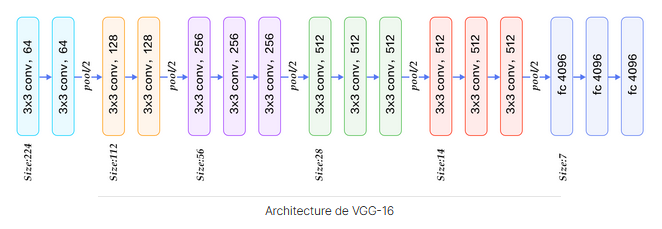 3x3 conv, 64
3x3 conv, 64
pool/2
3x3 conv, 128
3x3 conv, 128
pool/2
3x3 conv, 256
3x3 conv, 256
3x3 conv, 256
pool/2
3x3 conv, 512
3x3 conv, 512
3x3 conv, 512
pool/2
3x3 conv, 512
3x3 conv, 512
3x3 conv, 512
pool/2
fc 4096
fc 4096
fc 4096
Size:224
Size:112
Size:56
Size:28
Size:14
Size:7
Architecture de VGG-16